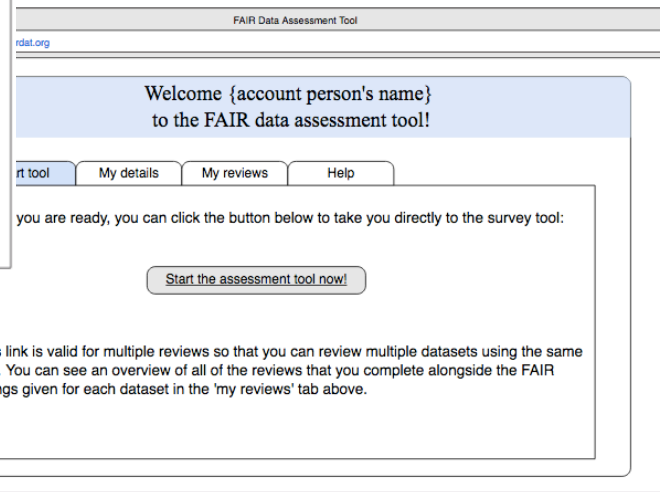 FAIR Data Assessment Tool
rdat.org
Welcome {account person's name}
to the FAIR data assessment tool!
rt tool My details My reviews Help
you are ready, you can click the button below to take you directly to the survey tool:
Start the assessment tool now!
link is valid for multiple reviews so that you can review multiple datasets using the same
. You can see an overview of all of the reviews that you complete alongside the FAIR
ngs given for each dataset in the 'my reviews' tab above.